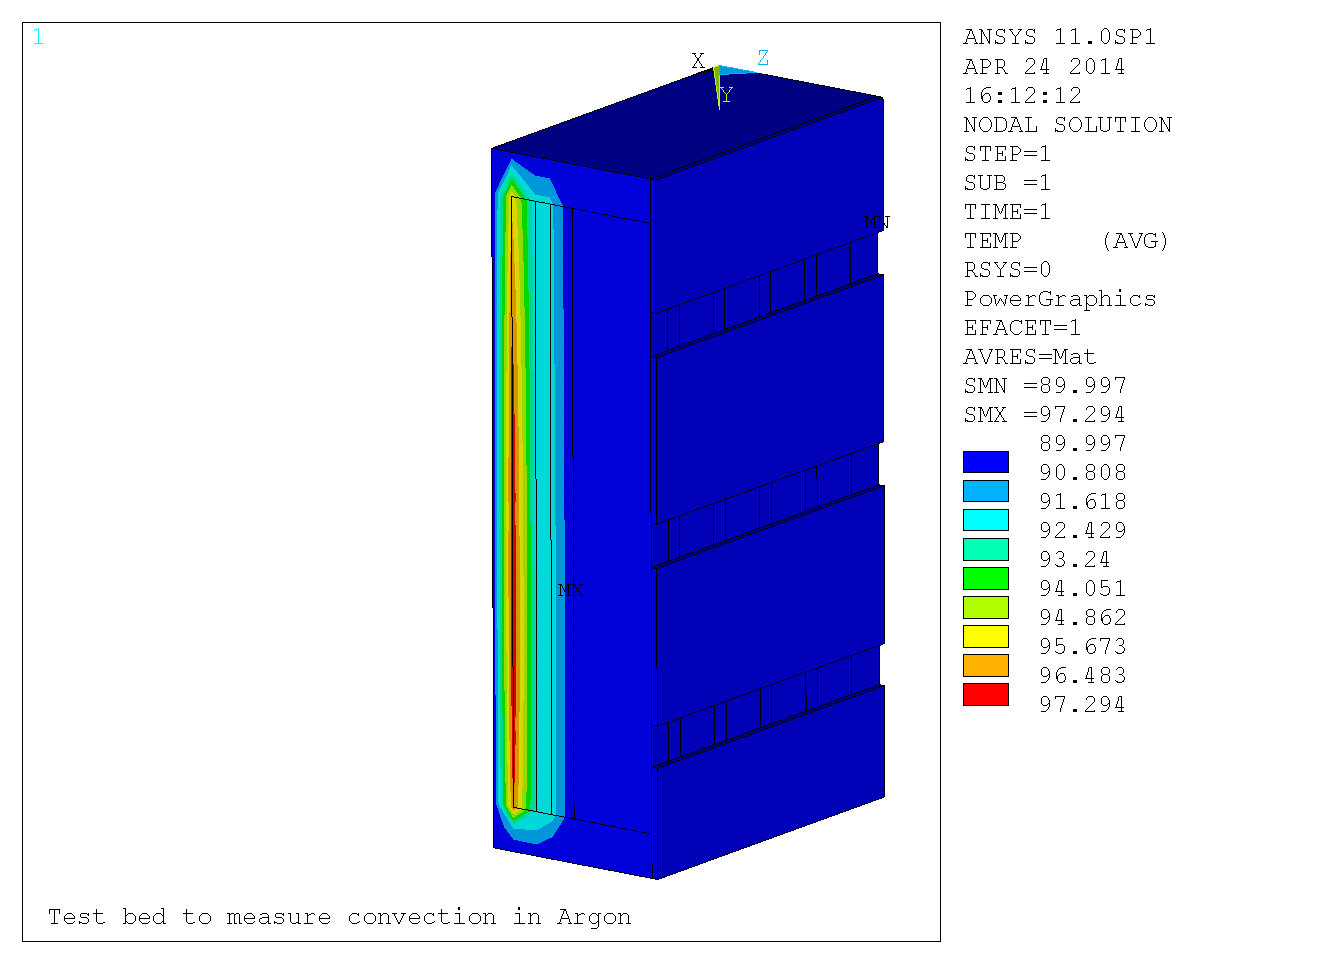 1
X
Z
Y
MN
MX
Test bed to measure convection in Argon
ANSYS 11.0SP1
APR 24 2014
16:12:12
NODAL SOLUTION
STEP=1
SUB =1
TIME=1
TEMP (AVG)
RSYS=0
PowerGraphics
EFACET=1
AVRES=Mat
SMN =89.997
SMX =97.294
89.997
90.808
91.618
92.429
93.24
94.051
94.862
95.673
96.483
97.294